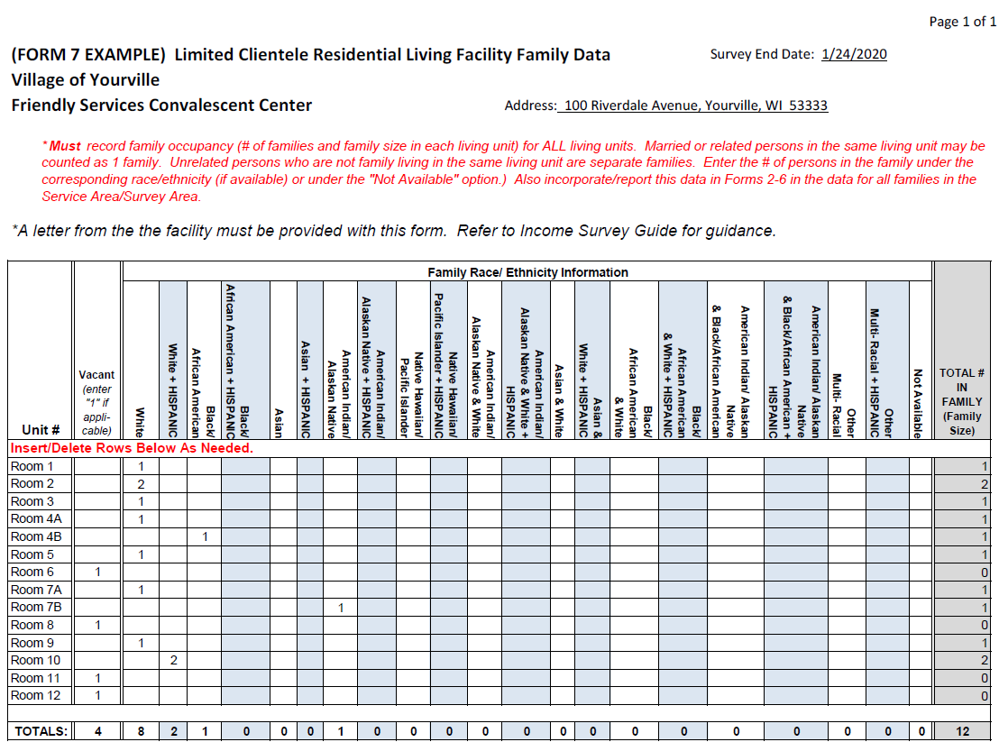 Page 1 of 1
(FORM 7 EXAMPLE)  Limited Clientele Residential Living Facility Family Data
Survey End Date:  1/24/2020
Village of Yourville
Friendly Services Convalescent Center
Address:  100 Riverdale Avenue, Yourville, WI  53333
*Must record family occupancy (# of families and family size in each living unit) for ALL living units.  Married or related persons in the same living unit may be
counted as 1 family.  Unrelated persons who are not family living in the same living unit are separate families.  Enter the # of persons in the family under the
corresponding race/ethnicity (if available) or under the "Not Available" option.)  Also incorporate/report this data in Forms 2-6 in the data for all families in the
Service Area/Survey Area.
*A letter from the the facility must be provided with this form.  Refer to Income Survey Guide for guidance.
Family Race/ Ethnicity Information
Unit #
Vacant
(enter
"1" if
appli-
cable)
White
White + HISPANIC
Black/
African American
Black/
African American + HISPANIC
Asian
Asian + HISPANIC
American Indian/
Alaskan Native
American Indian/
Alaskan Native + HISPANIC
Native Hawaiian/
Pacific Islander
Native Hawaiian/
Pacific Islander + HISPANIC
American Indian/
Alaskan Native & White
American Indian/
Alaskan Native & White +
HISPANIC
Asian & White
Asian &
White + HISPANIC
Black/
African American
& White
Black/
African American
& White + HISPANIC
American Indian/ Alaskan
Native
& Black/African American
American Indian/ Alaskan
Native
& Black/African American +
HISPANIC
Other
Multi- Racial
Other
Multi- Racial + HISPANIC
Not Available
TOTAL #
IN
FAMILY
(Family
Size)
Insert/Delete Rows Below As Needed.
Room 1 1 1
Room 2 2 2
Room 3 1 1
Room 4A 1 1
Room 4B 1 1
Room 5 1 1
Room 6 1 0
Room 7A 1 1
Room 7B 1 1
Room 8 1 0
Room 9 1 1
Room 10 2 2
Room 11 1 0
Room 12 1 0
TOTALS: 4 8 2 1 0 0 0 1 0 0 0 0 0 0 0 0 0 0 0 0 0 0 12